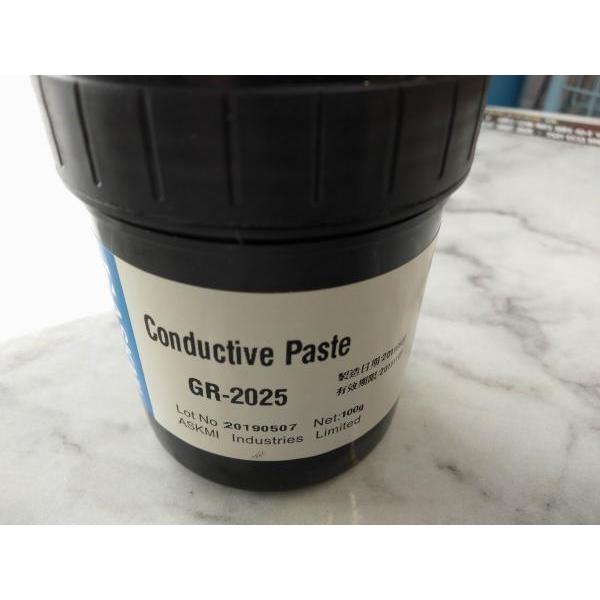 Conductive Paste
GR-2025
Lot No 20190507 Net:100g
ASKMI Industries Limited
製造日期:
有效期限: